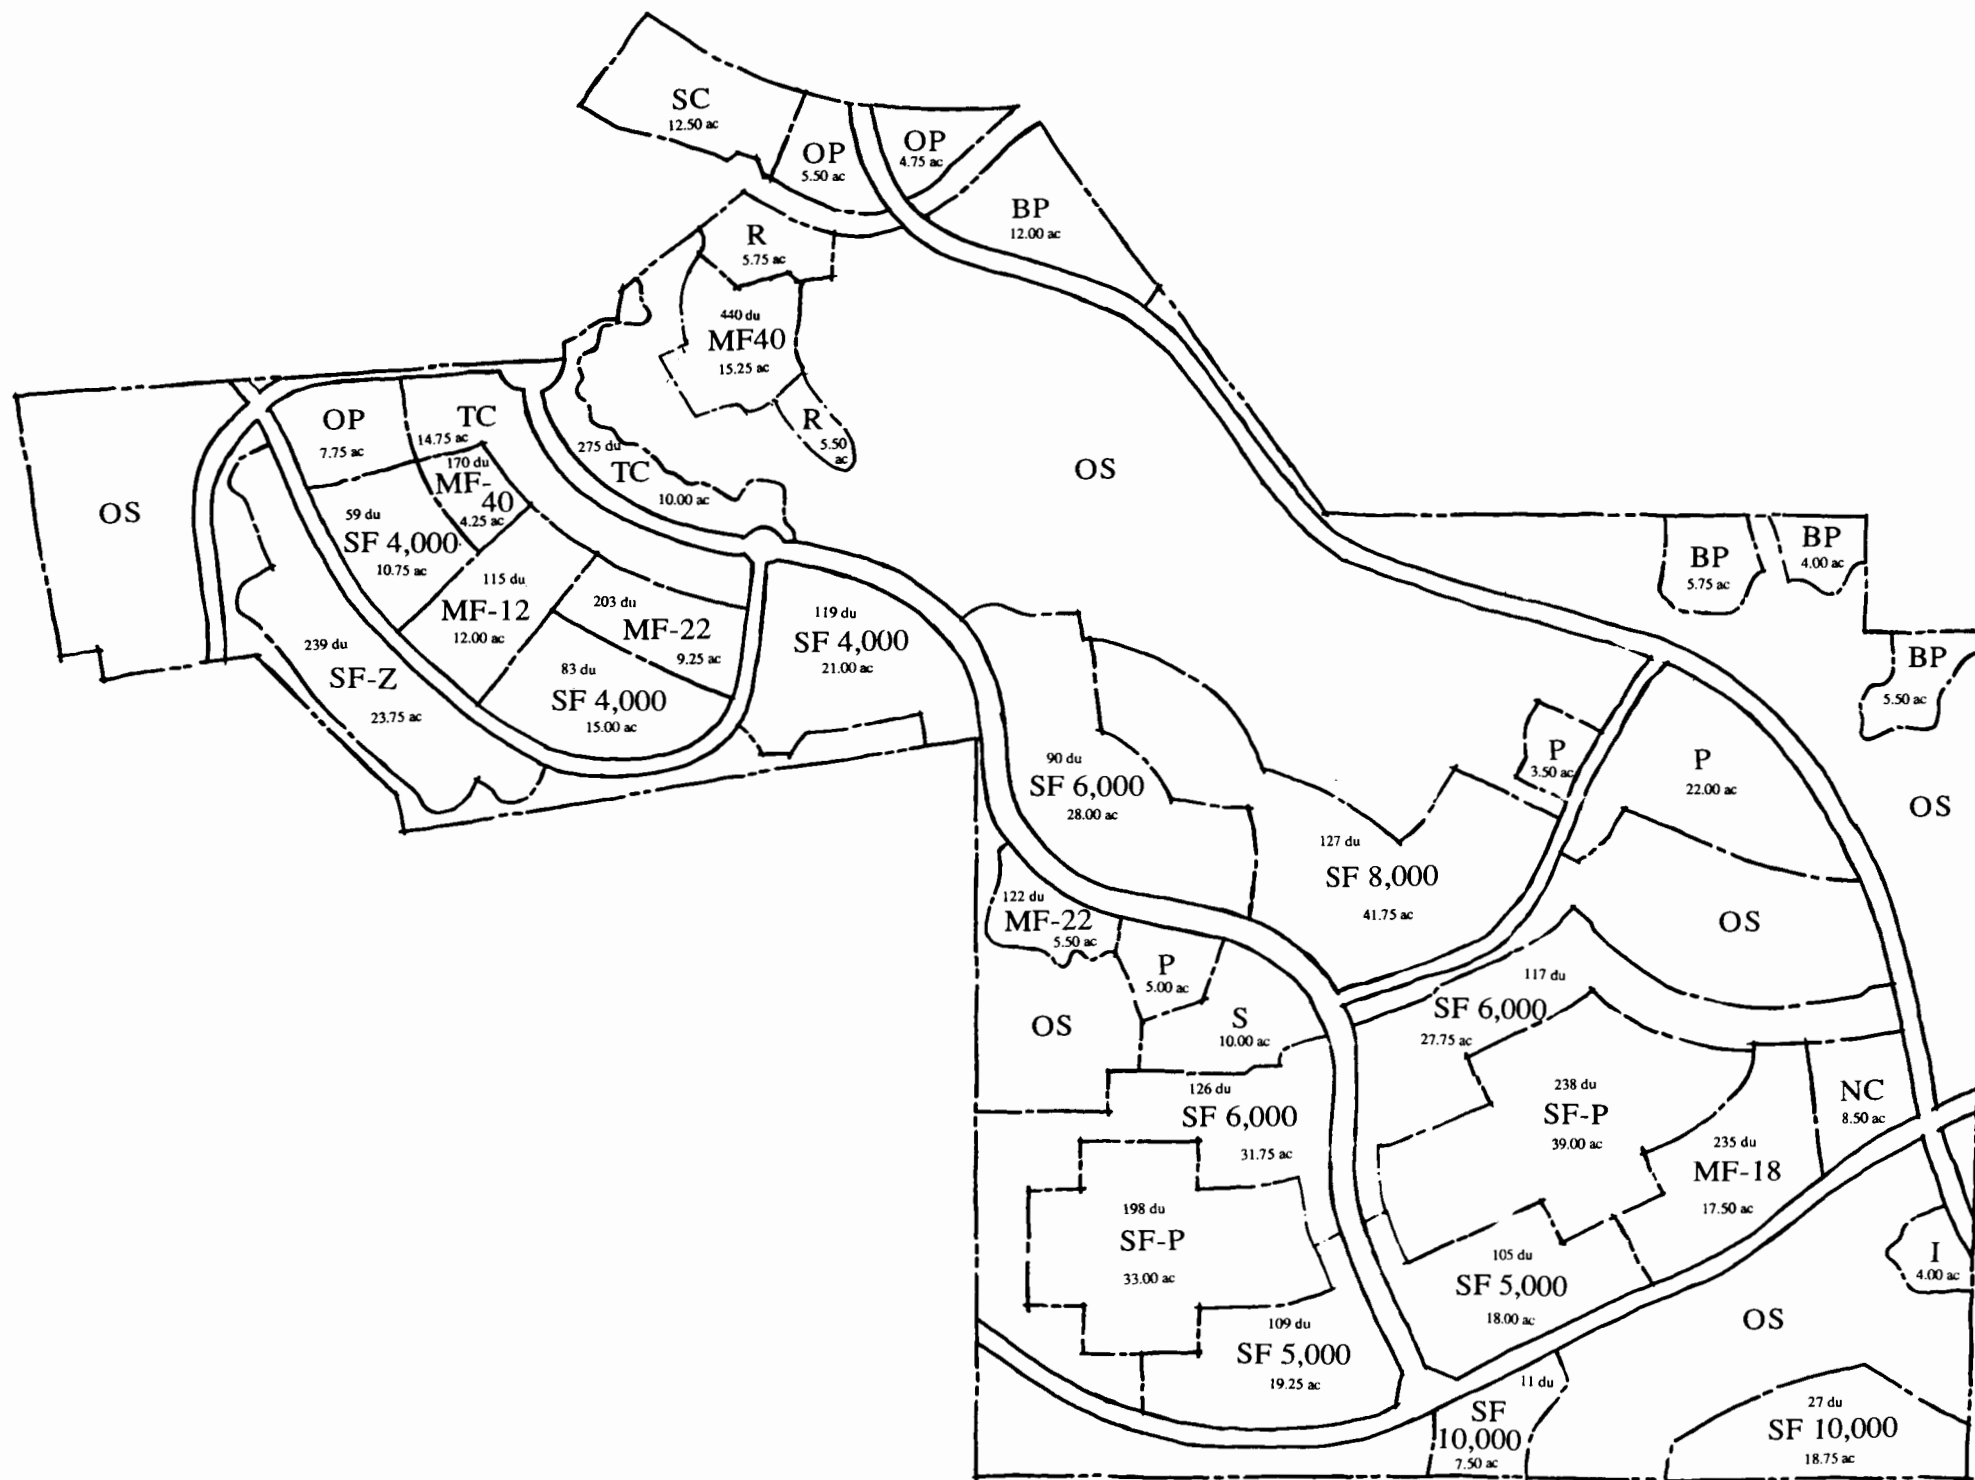 SC
12.50 ac
OP
5.50 ac
OP
4.75 ac
BP
12.00 ac
R
5.75 ac
440 du
MF40
15.25 ac
R
5.50
ac
OS
OP
7.75 ac
TC
14.75 ac
170 du
MF-
40
4.25 ac
275 du
TC
10.00 ac
OS
59 du
SF 4,000
10.75 ac
115 du
MF-12
12.00 ac
203 du
MF-22
9.25 ac
83 du
SF 4,000
15.00 ac
239 du
SF-Z
23.75 ac
119 du
SF 4,000
21.00 ac
BP
5.75 ac
BP
4.00 ac
BP
5.50 ac
OS
90 du
SF 6,000
28.00 ac
P
3.50 ac
P
22.00 ac
127 du
SF 8,000
41.75 ac
OS
122 du
MF-22
5.50 ac
P
5.00 ac
OS
S
10.00 ac
117 du
SF 6,000
27.75 ac
126 du
SF 6,000
31.75 ac
238 du
SF-P
39.00 ac
NC
8.50 ac
235 du
MF-18
17.50 ac
198 du
SF-P
33.00 ac
105 du
SF 5,000
18.00 ac
I
4.00 ac
OS
109 du
SF 5,000
19.25 ac
11 du
SF
10,000
7.50 ac
27 du
SF 10,000
18.75 ac